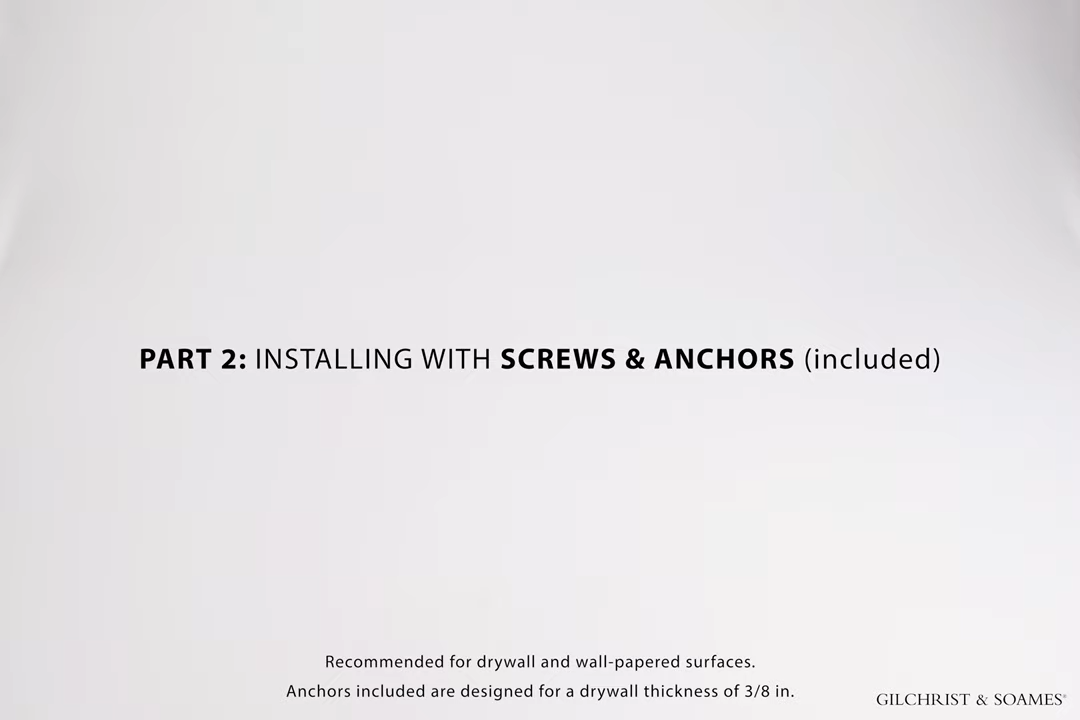 PART 2: INSTALLING WITH SCREWS & ANCHORS (included)
Recommended for drywall and wall-papered surfaces.
Anchors included are designed for a drywall thickness of 3/8 in.
GILCHRIST & SOAMES®